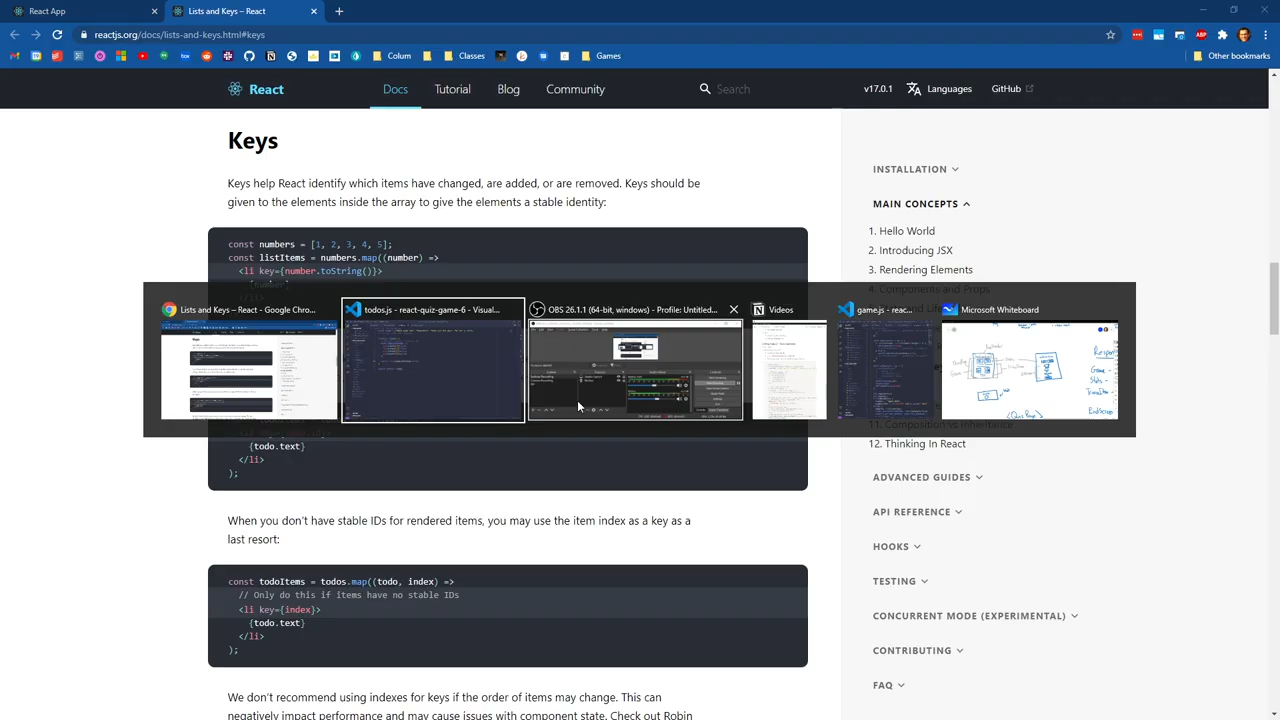 React App
Lists and Keys – React
reactjs.org/docs/lists-and-keys.html#keys
Colum
Classes
Games
Other bookmarks
React
Docs
Tutorial
Blog
Community
Search
v17.0.1
Languages
GitHub
Keys
Keys help React identify which items have changed, are added, or are removed. Keys should be
given to the elements inside the array to give the elements a stable identity:
const numbers = [1, 2, 3, 4, 5];
const listItems = numbers.map((number) =>
<li key={number.toString()}>
{number}
Lists and Keys – React - Google Chro...
todos.js - react-quiz-game-6 - Visual...
OBS 26.1.1 (64-bit, windows) - Profile: Untitled...
Videos
game.js - reac...
Microsoft Whiteboard
{todo.text}
</li>
);
When you don't have stable IDs for rendered items, you may use the item index as a key as a
last resort:
const todoItems = todos.map((todo, index) =>
// Only do this if items have no stable IDs
<li key={index}>
{todo.text}
</li>
);
We don't recommend using indexes for keys if the order of items may change. This can
negatively impact performance and may cause issues with component state. Check out Robin
INSTALLATION
MAIN CONCEPTS
1. Hello World
2. Introducing JSX
3. Rendering Elements
4. Components and Props
11. Composition vs Inheritance
12. Thinking In React
ADVANCED GUIDES
API REFERENCE
HOOKS
TESTING
CONCURRENT MODE (EXPERIMENTAL)
CONTRIBUTING
FAQ